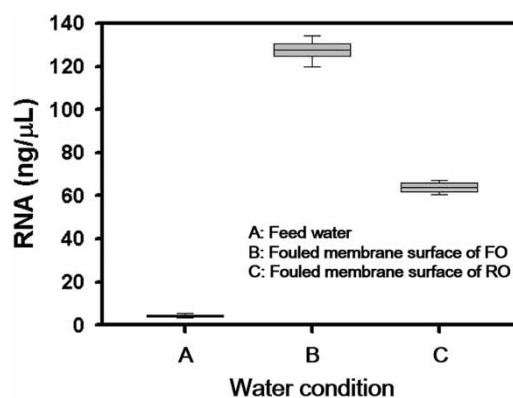 140
120
100
80
60
40
20
0
RNA (ng/μL)
A: Feed water
B: Fouled membrane surface of FO
C: Fouled membrane surface of RO
A B C
Water condition